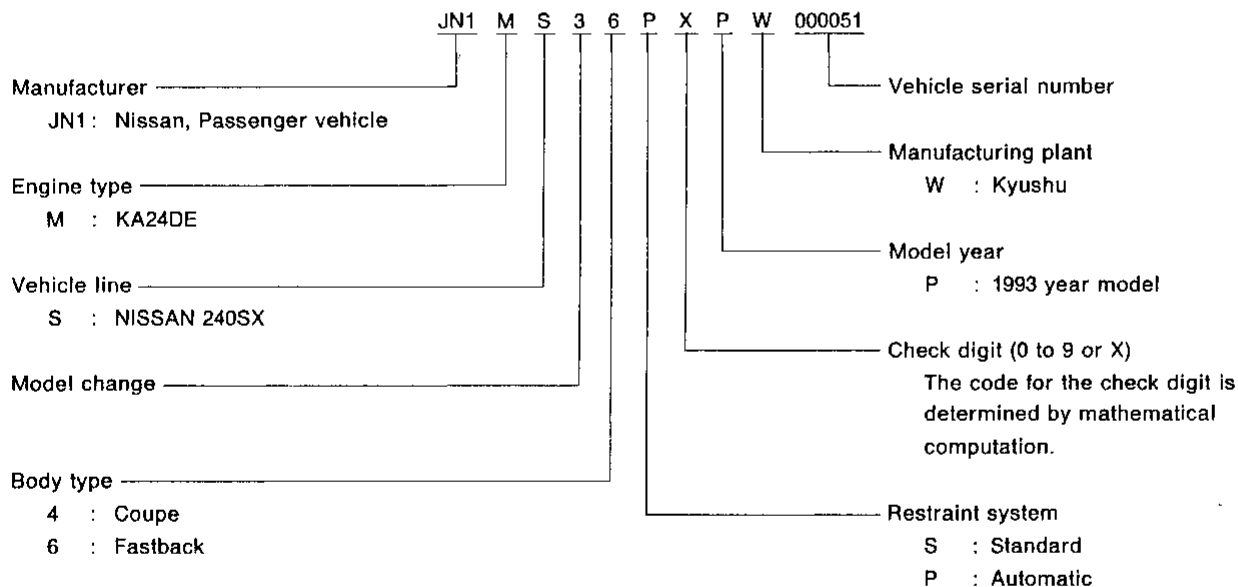 JN1 M S 3 6 P X P W 000051
Manufacturer
JN1 : Nissan, Passenger vehicle
Engine type
M : KA24DE
Vehicle line
S : NISSAN 240SX
Model change
Body type
4 : Coupe
6 : Fastback
Vehicle serial number
Manufacturing plant
W : Kyushu
Model year
P : 1993 year model
Check digit (0 to 9 or X)
The code for the check digit is
determined by mathematical
computation.
Restraint system
S : Standard
P : Automatic